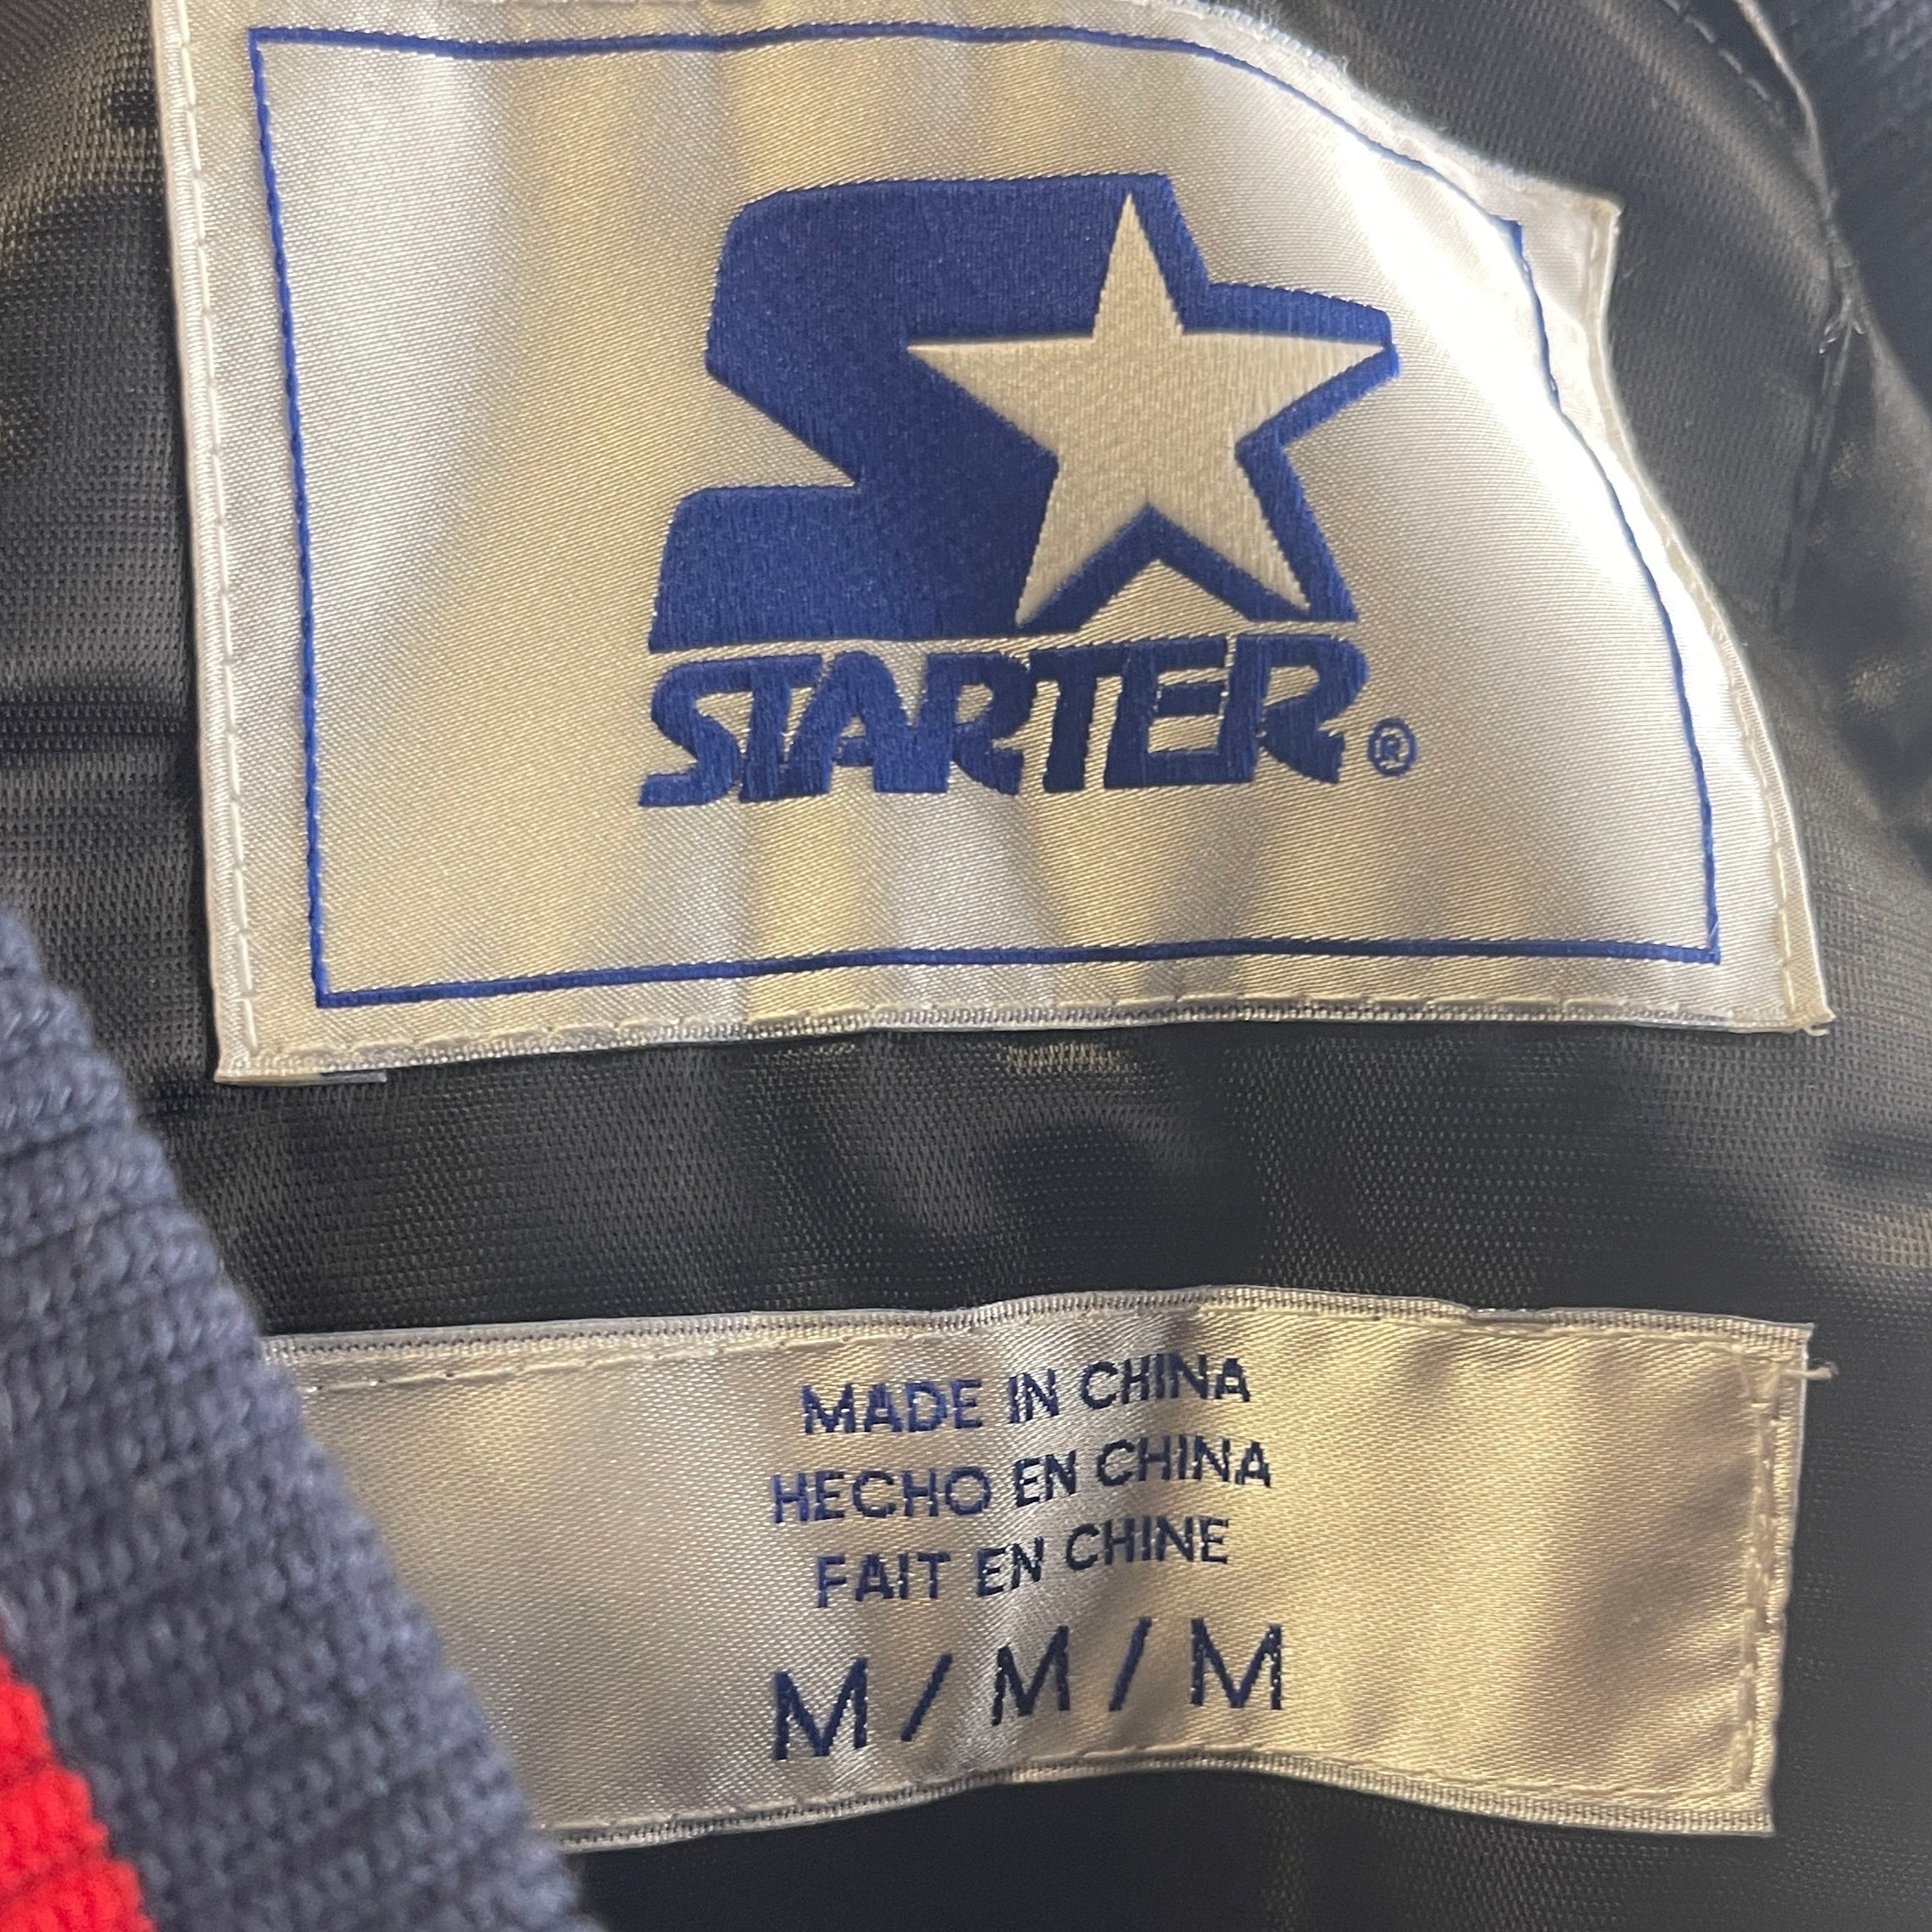 STARTER®
MADE IN CHINA
HECHO EN CHINA
FAIT EN CHINE
M / M / M